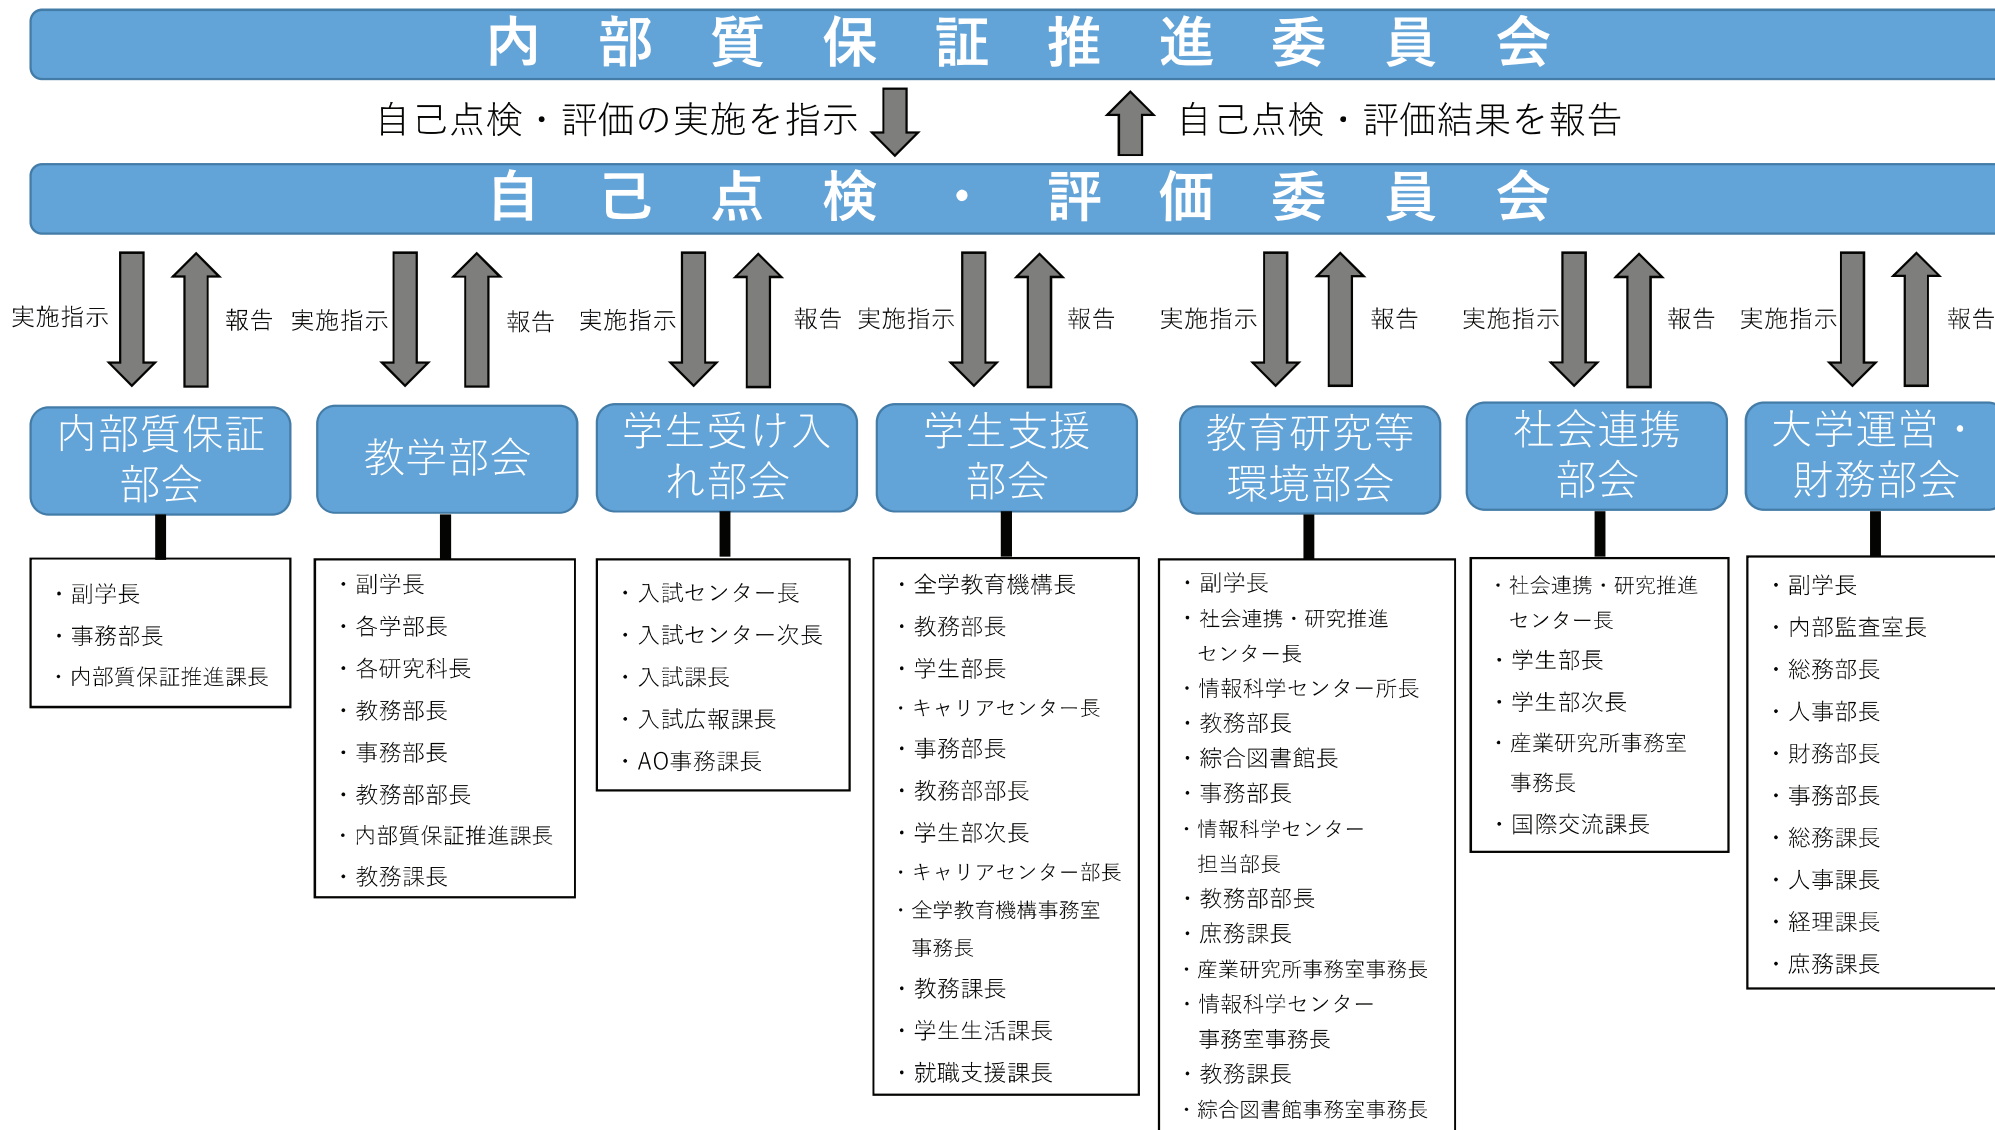 内部質保証推進委員会
自己点検・評価の実施を指示
自己点検・評価結果を報告
自己点検・評価委員会
実施指示
報告
実施指示
報告
実施指示
報告
実施指示
報告
実施指示
報告
実施指示
報告
実施指示
報告
内部質保証
部会
・副学長
・事務部長
・内部質保証推進課長
教学部会
・副学長
・各学部長
・各研究科長
・教務部長
・事務部長
・教務部部長
・内部質保証推進課長
・教務課長
学生受け入
れ部会
・入試センター長
・入試センター次長
・入試課長
・入試広報課長
・AO事務課長
学生支援
部会
・全学教育機構長
・教務部長
・学生部長
・キャリアセンター長
・事務部長
・教務部部長
・学生部次長
・キャリアセンター部長
・全学教育機構事務室
事務長
・教務課長
・学生生活課長
・就職支援課長
教育研究等
環境部会
・副学長
・社会連携・研究推進
センター長
・情報科学センター所長
・教務部長
・綜合図書館長
・事務部長
・情報科学センター
担当部長
・教務部部長
・庶務課長
・産業研究所事務室事務長
・情報科学センター
事務室事務長
・教務課長
・綜合図書館事務室事務長
社会連携
部会
・社会連携・研究推進
センター長
・学生部長
・学生部次長
・産業研究所事務室
事務長
・国際交流課長
大学運営・
財務部会
・副学長
・内部監査室長
・総務部長
・人事部長
・財務部長
・事務部長
・総務課長
・人事課長
・経理課長
・庶務課長